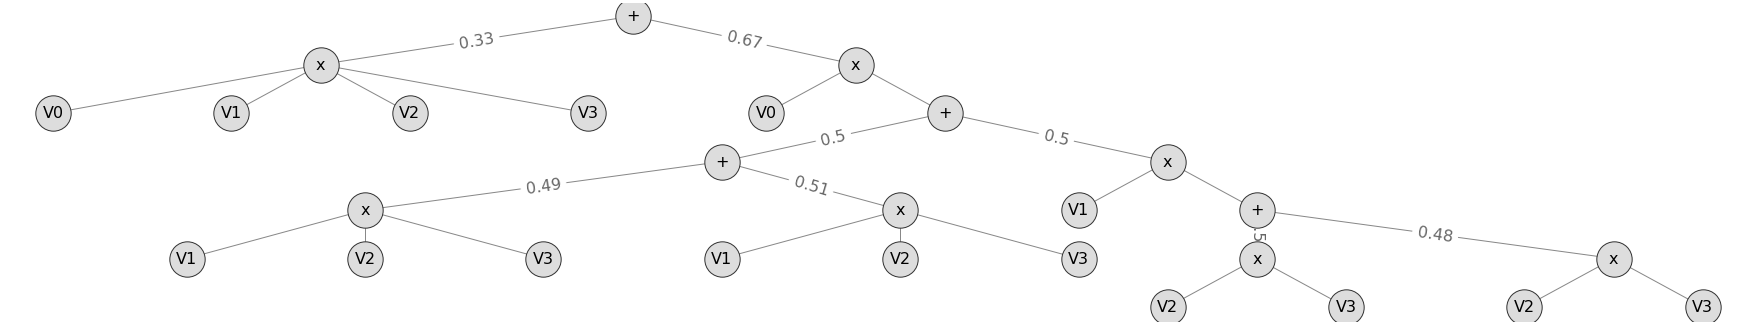 +
0.33 0.67
x x
V0 V1 V2 V3 V0 +
0.5 0.5
+ x
0.49 0.51
x x V1 +
0.48
V1 V2 V3 V1 V2 V3 x x
V2 V3 V2 V3